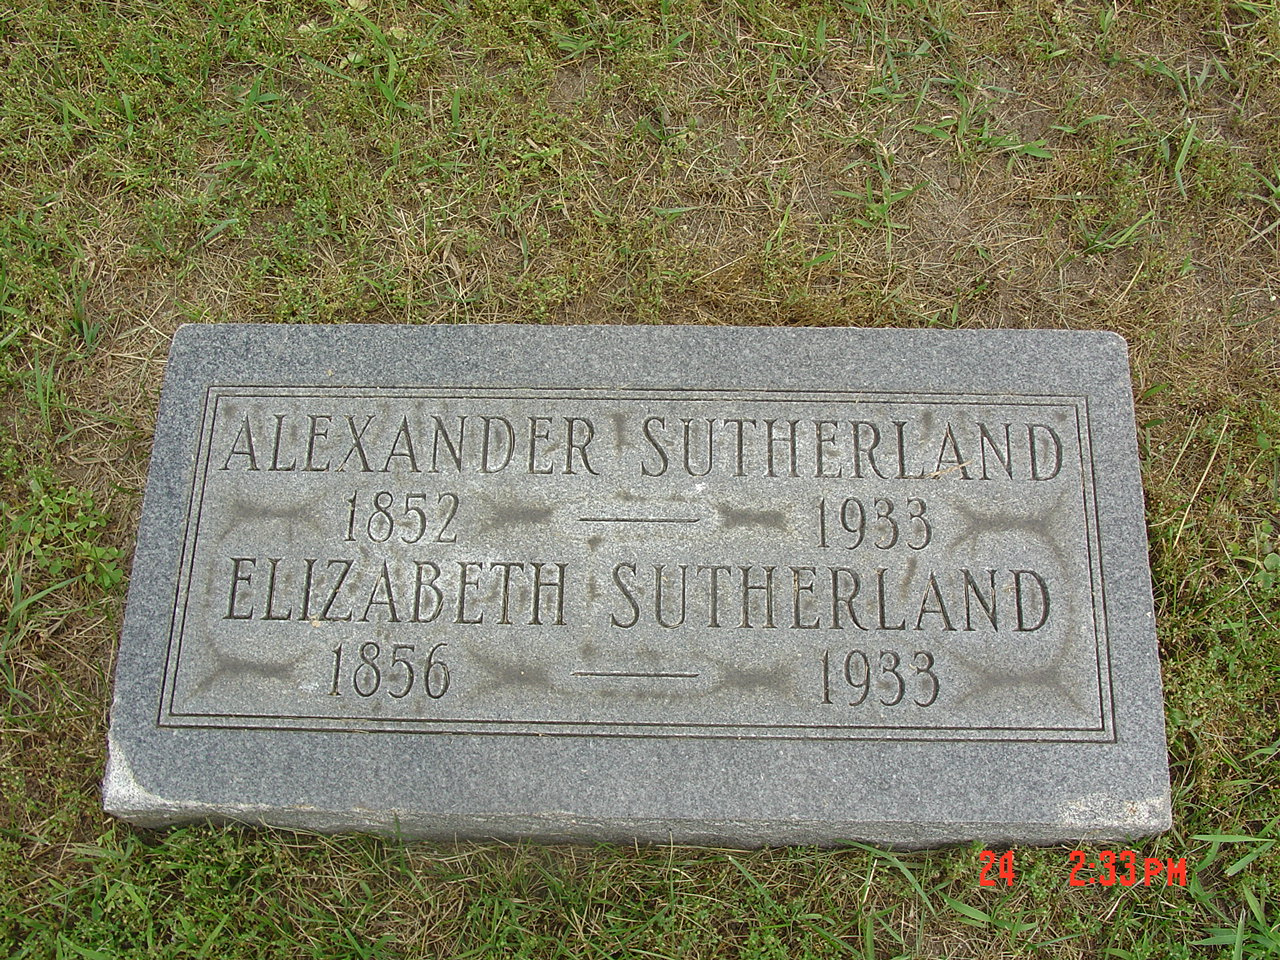 ALEXANDER SUTHERLAND
1852 — 1933
ELIZABETH SUTHERLAND
1856 — 1933
24 2:33PM